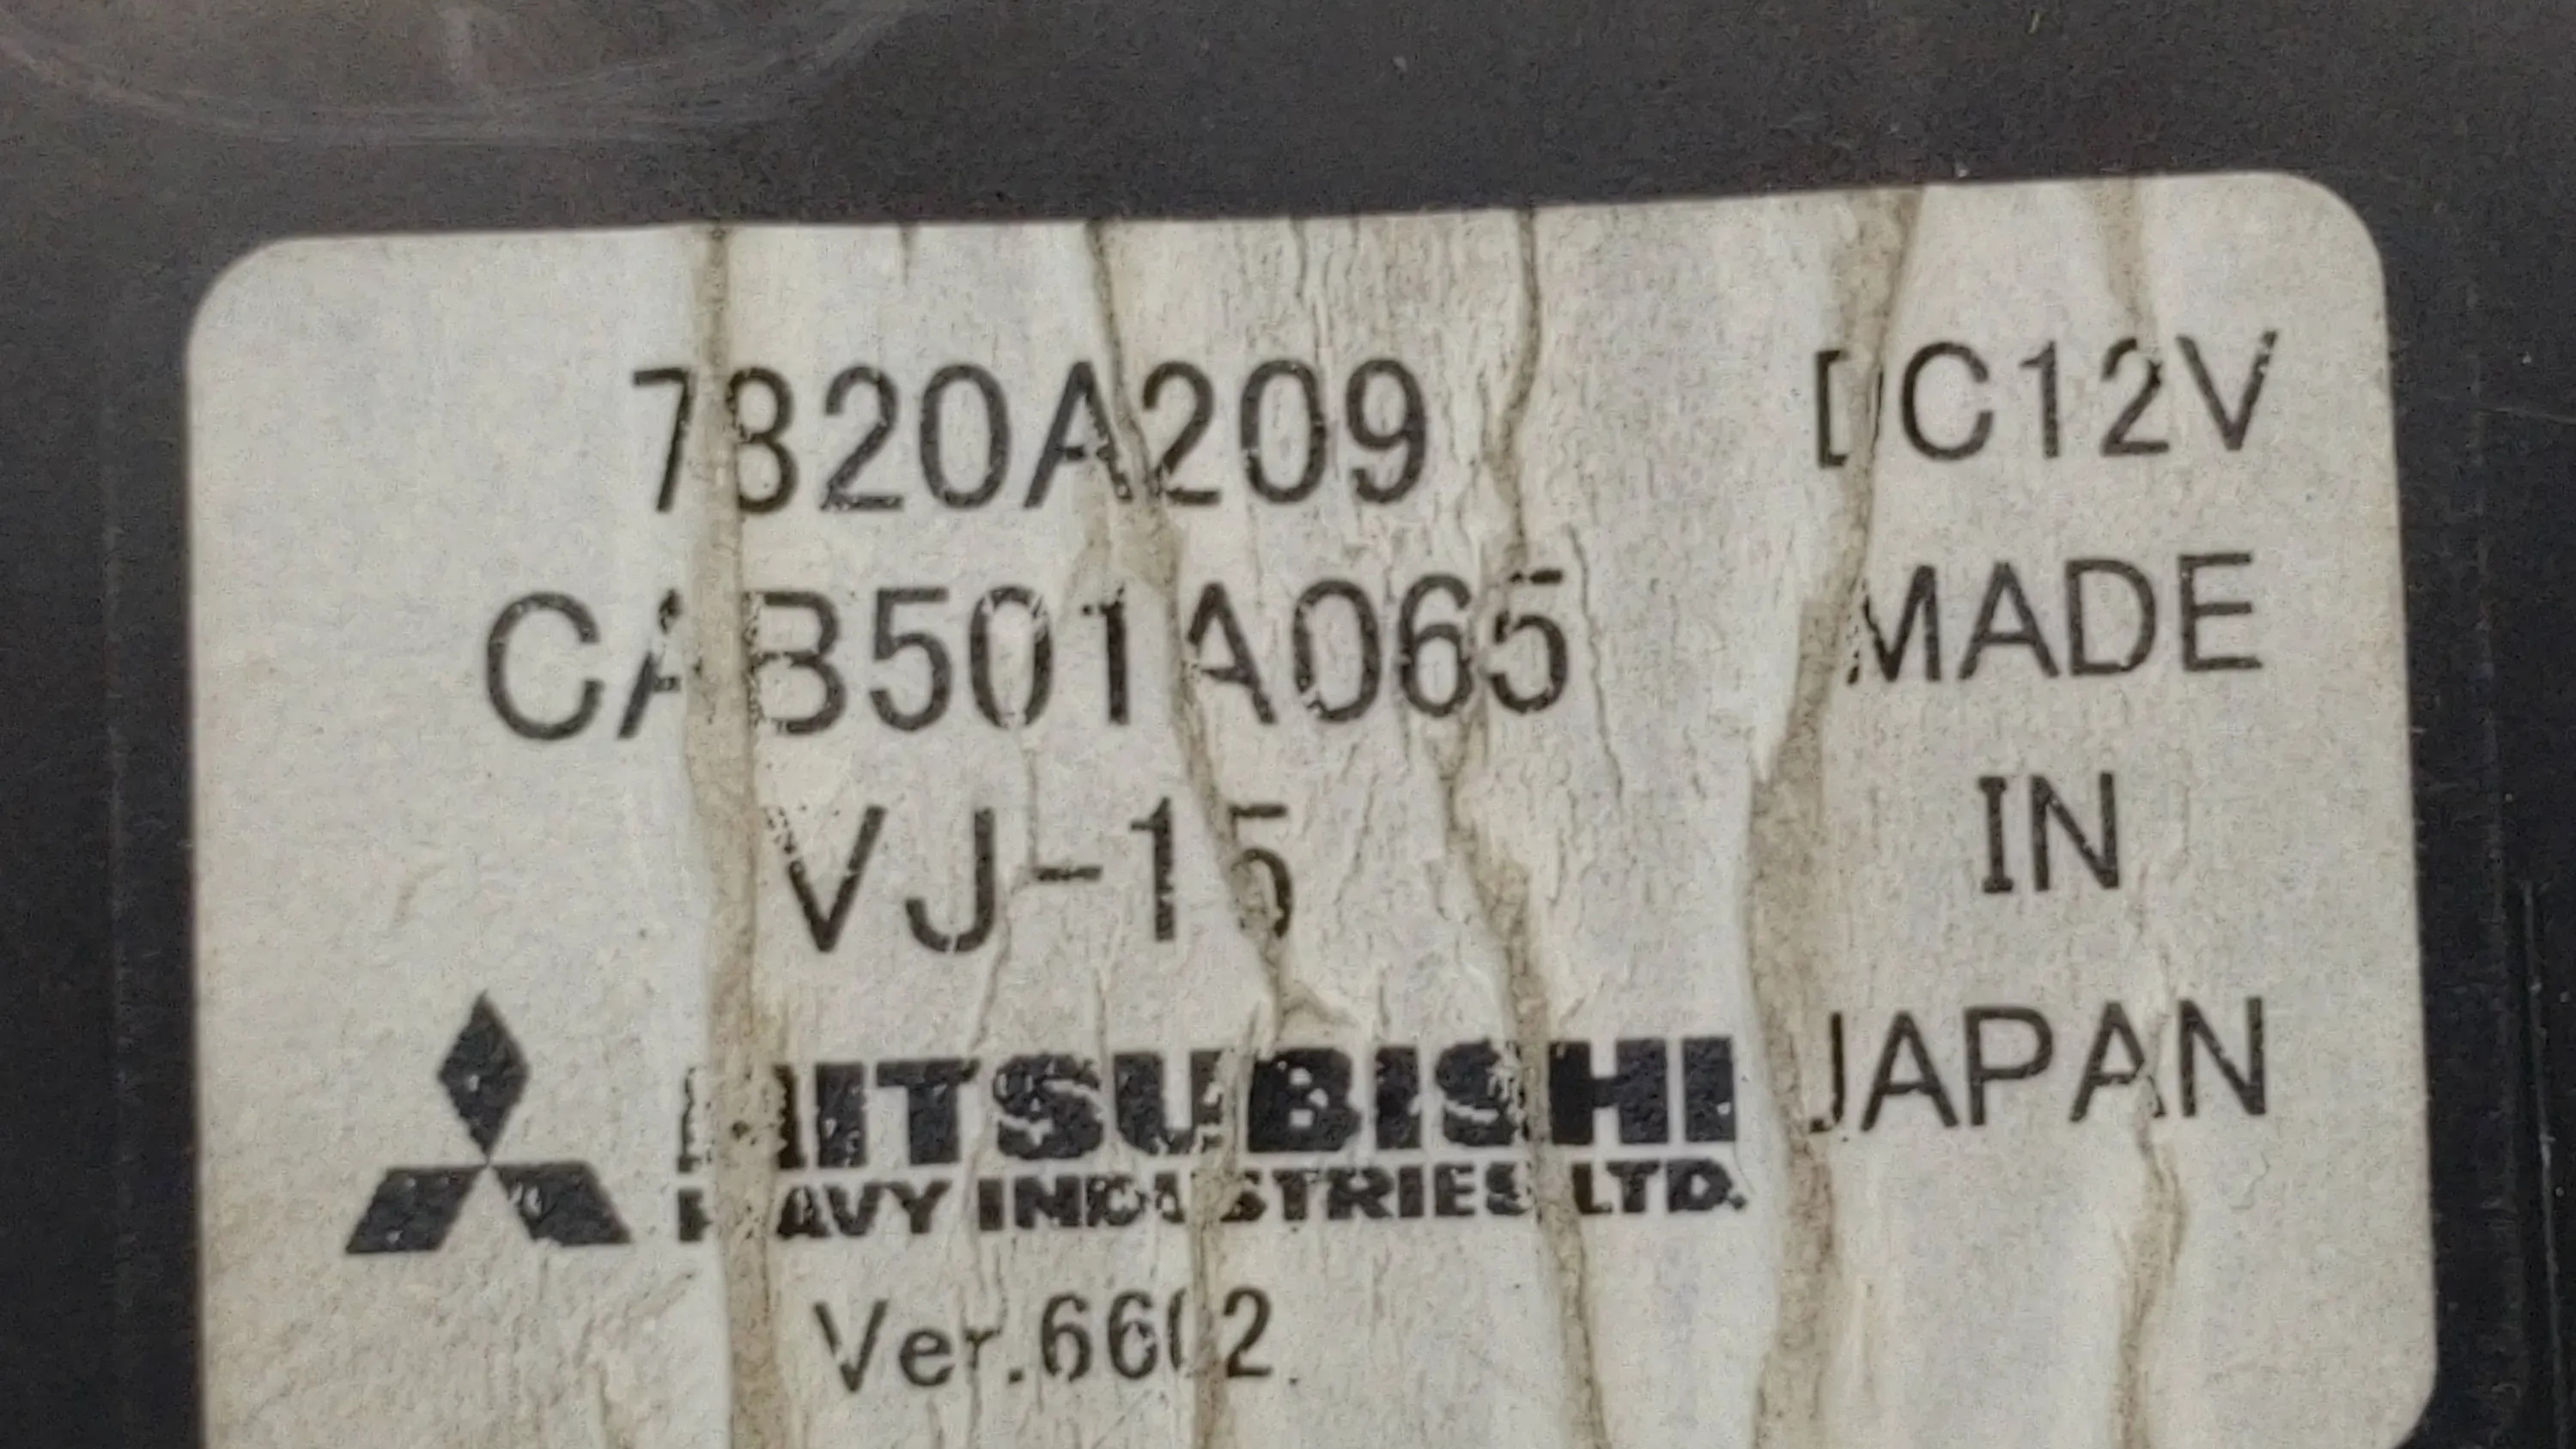 7820A209 DC12V
CAB501A065 MADE
VJ-15 IN
MITSUBISHI JAPAN
HEAVY INDUSTRIES LTD.
Ver.6602